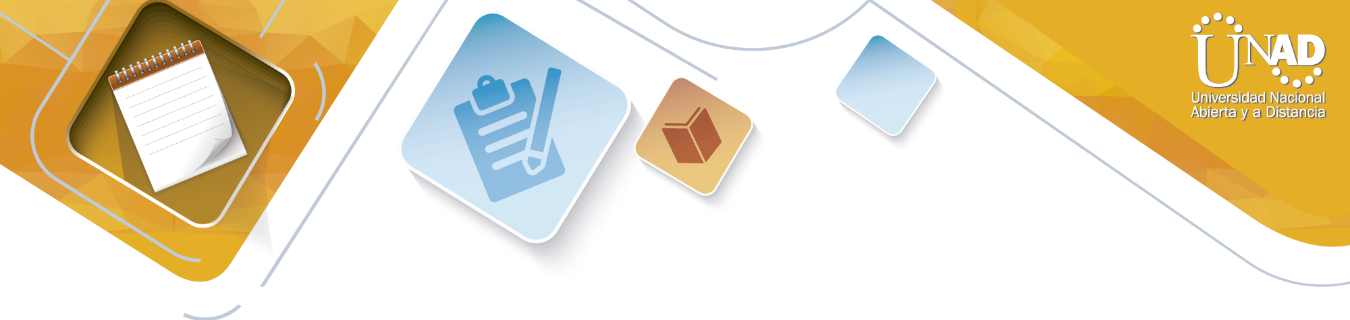 UNAD
Universidad Nacional
Abierta y a Distancia